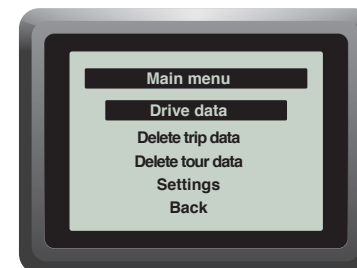 Main menu
Drive data
Delete trip data
Delete tour data
Settings
Back